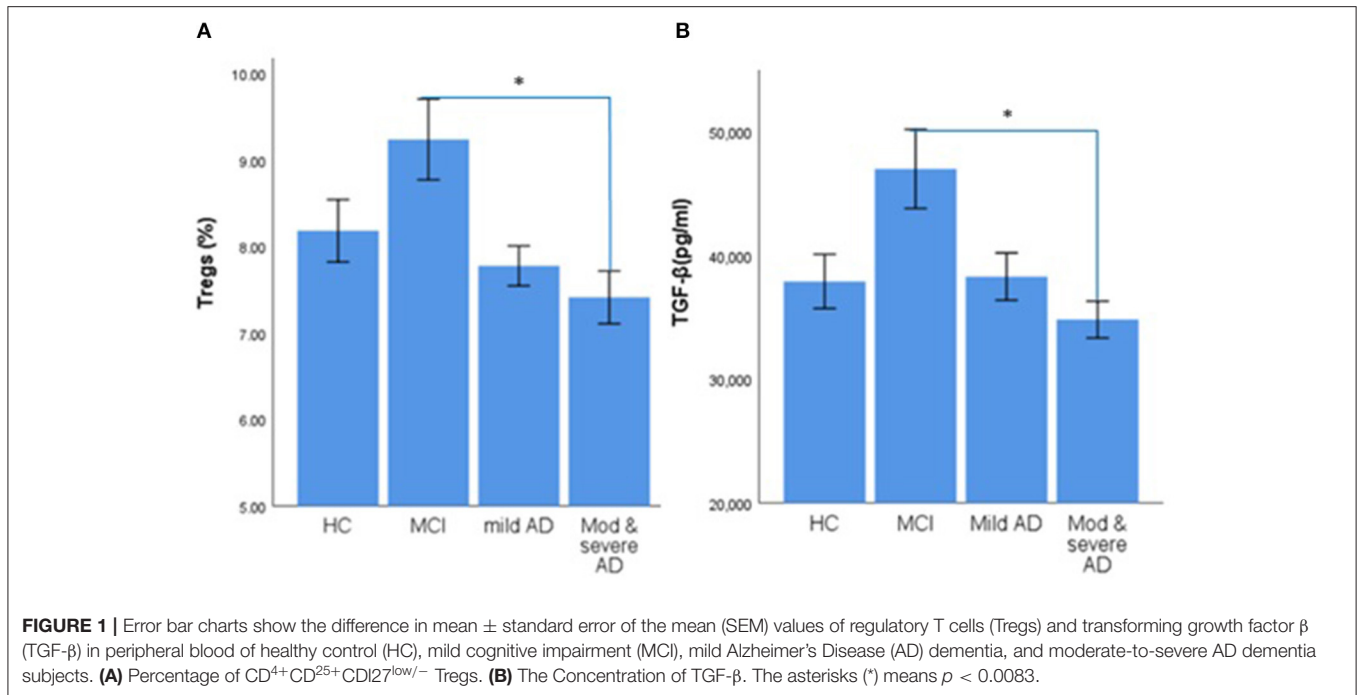 A
B
10.00
9.00
8.00
7.00
6.00
5.00
Tregs (%)
*
HC
MCI
mild AD
Mod &
severe
AD
50,000
40,000
30,000
20,000
TGF-β(pg/ml)
*
HC
MCI
Mild AD
Mod &
severe
AD
FIGURE 1 | Error bar charts show the difference in mean ± standard error of the mean (SEM) values of regulatory T cells (Tregs) and transforming growth factor β
(TGF-β) in peripheral blood of healthy control (HC), mild cognitive impairment (MCI), mild Alzheimer's Disease (AD) dementia, and moderate-to-severe AD dementia
subjects. (A) Percentage of CD⁴⁺CD²⁵⁺CDI27ˡᵒʷ/⁻ Tregs. (B) The Concentration of TGF-β. The asterisks (*) means p < 0.0083.